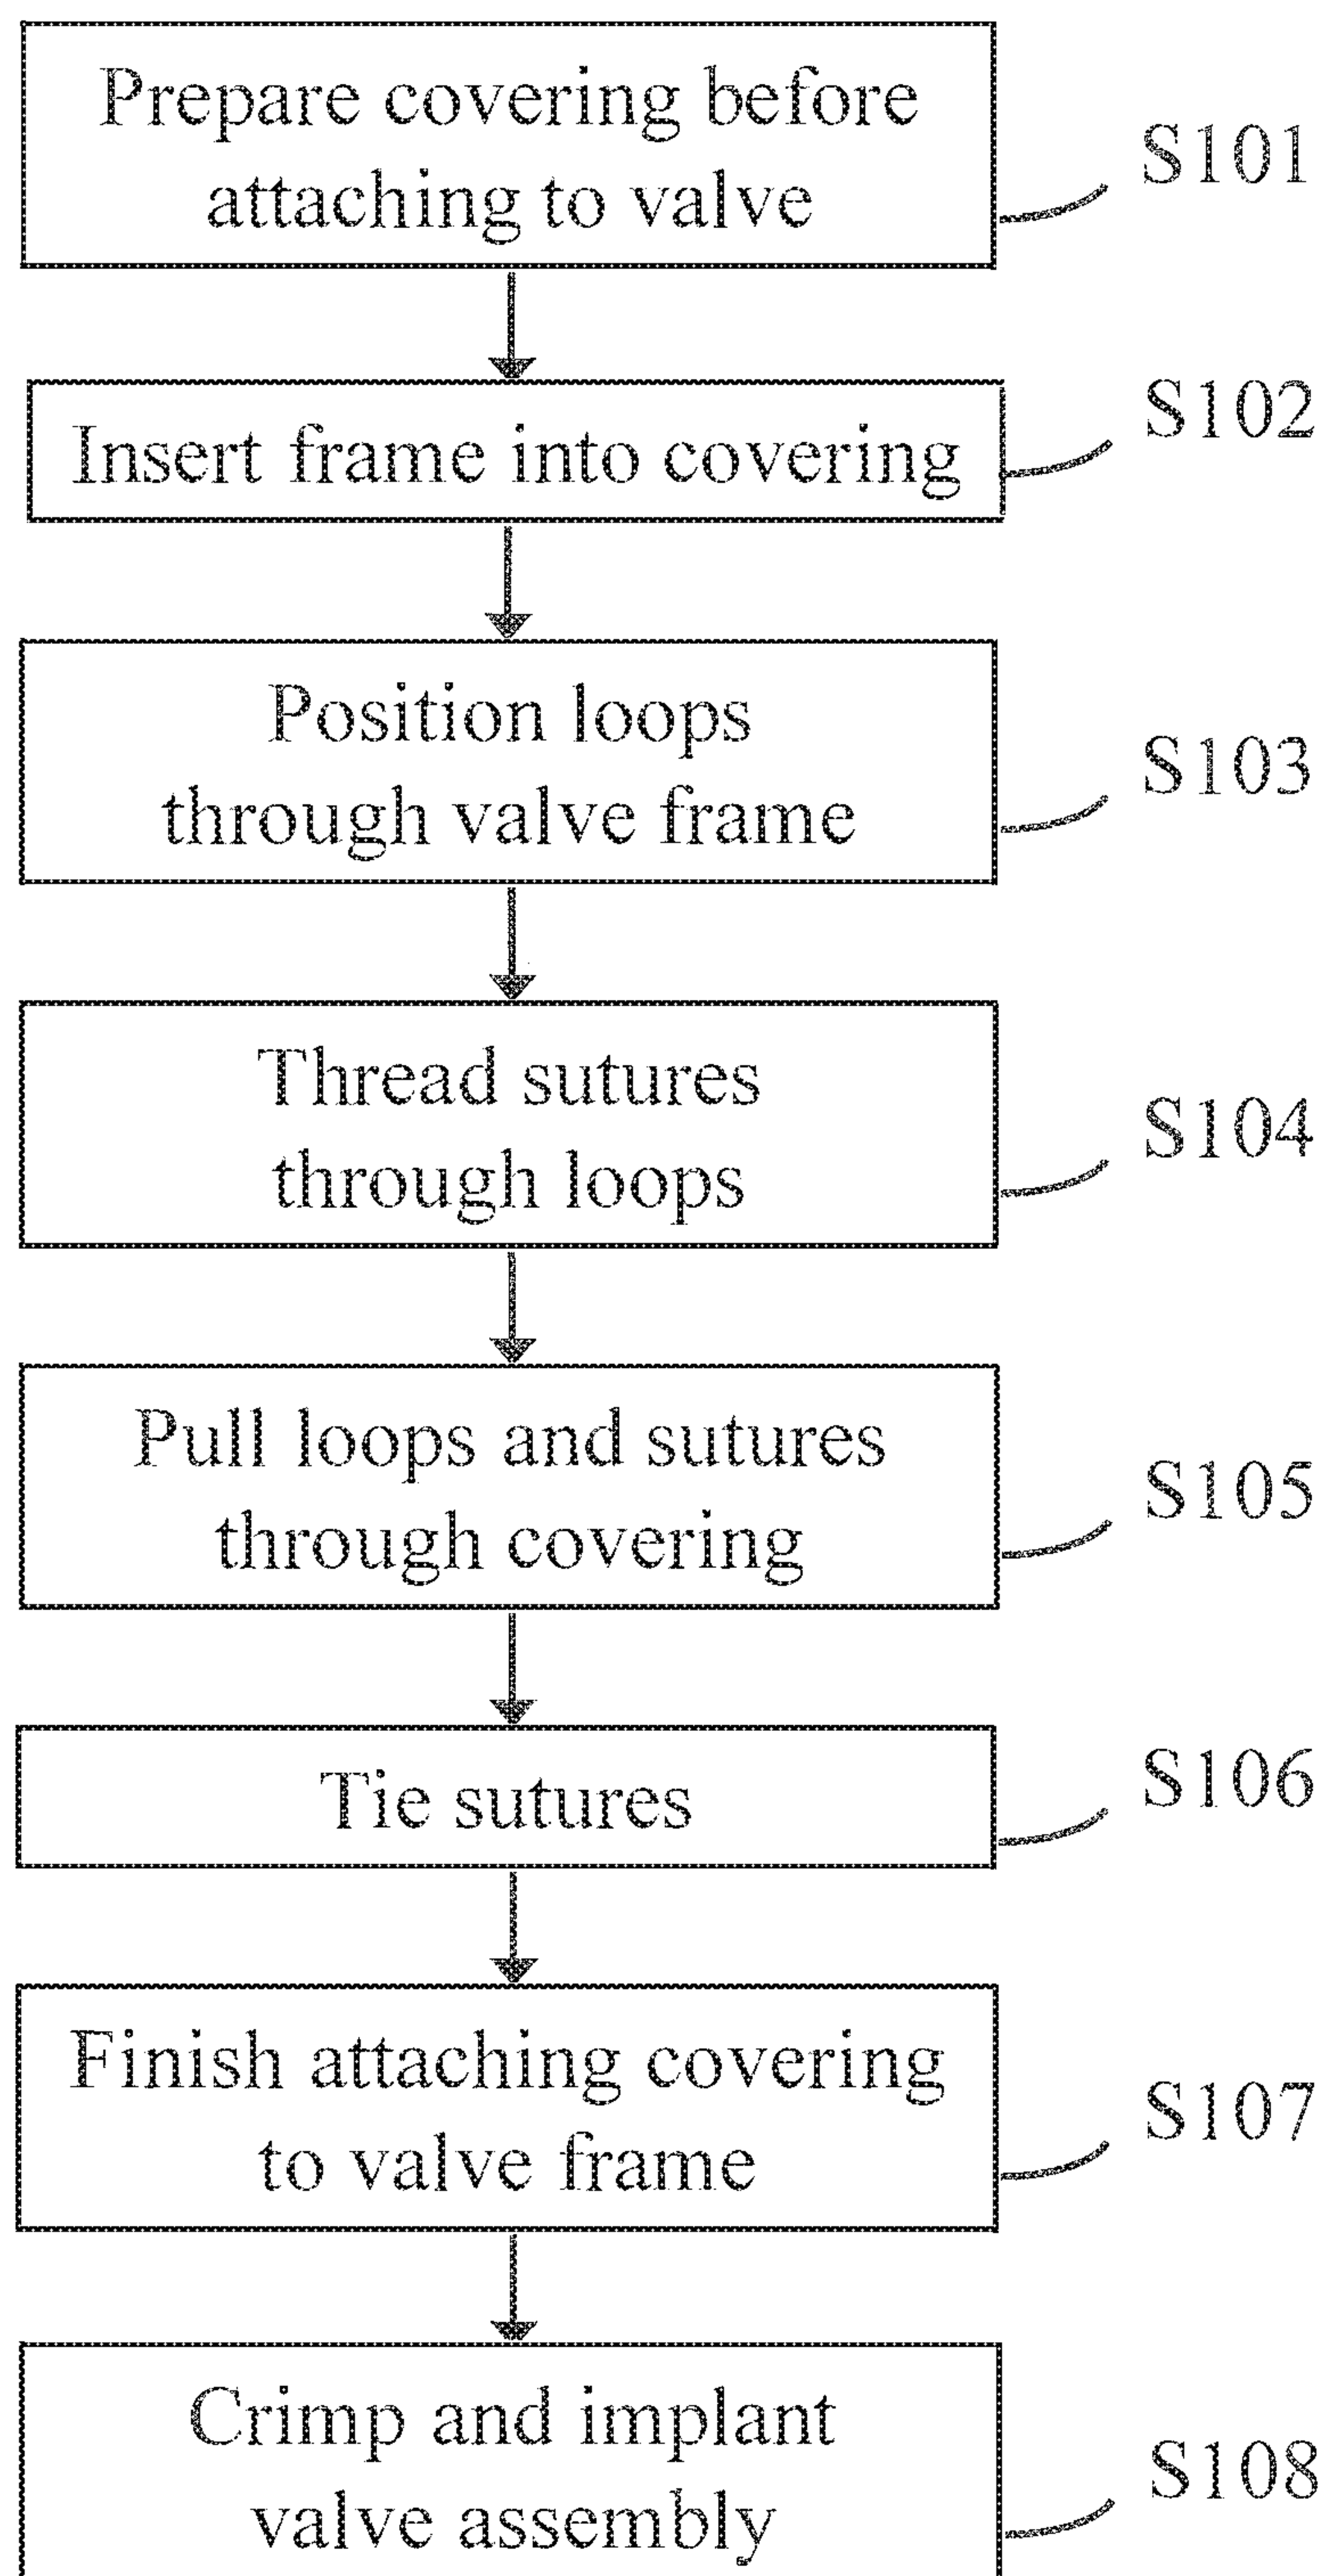 Prepare covering before
attaching to valve
S101
Insert frame into covering
S102
Position loops
through valve frame
S103
Thread sutures
through loops
S104
Pull loops and sutures
through covering
S105
Tie sutures
S106
Finish attaching covering
to valve frame
S107
Crimp and implant
valve assembly
S108